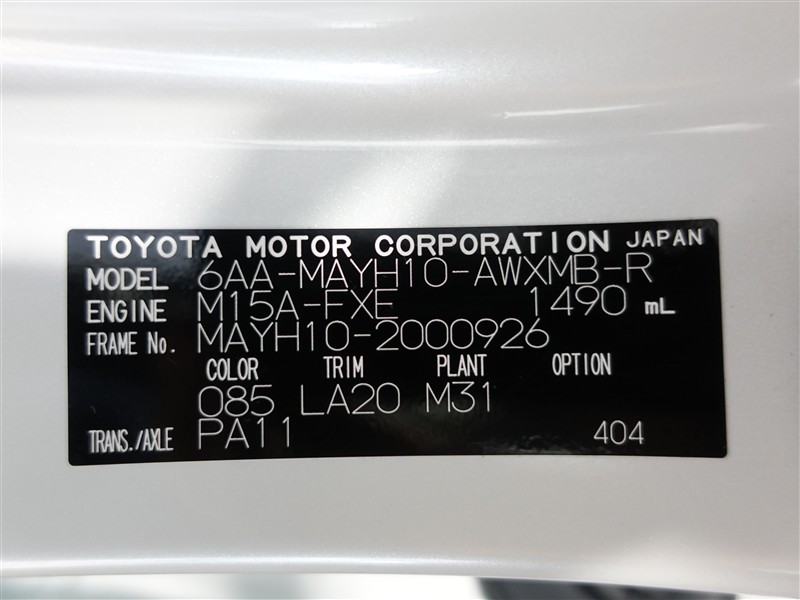 TOYOTA MOTOR CORPORATION JAPAN
MODEL 6AA-MAYH10-AWXMB-R
ENGINE M15A-FXE 1490 mL
FRAME No. MAYH10-2000926
COLOR TRIM PLANT OPTION
085 LA20 M31
TRANS./AXLE PA11 404